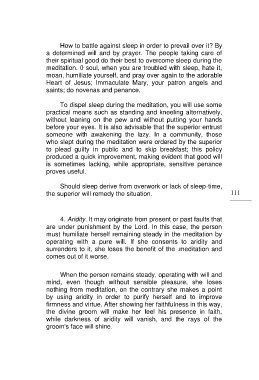 How to battle against sleep in order to prevail over it? By
a determined will and by prayer. The people taking care of
their spiritual good do their best to overcome sleep during the
meditation. O soul, when you are troubled with sleep, hate it,
moan, humiliate yourself, and pray over again to the adorable
Heart of Jesus; Immaculate Mary, your patron angels and
saints; do novenas and penance.
To dispel sleep during the meditation, you will use some
practical means such as standing and kneeling alternatively,
without leaning on the pew and without putting your hands
before your eyes. It is also advisable that the superior entrust
someone with awakening the lazy. In a community, those
who slept during the meditation were ordered by the superior
to plead guilty in public and to skip breakfast; this policy
produced a quick improvement, making evident that good will
is sometimes lacking, while appropriate, sensitive penance
proves useful.
Should sleep derive from overwork or lack of sleep-time,
the superior will remedy the situation.
111
4. Aridity. It may originate from present or past faults that
are under punishment by the Lord. In this case, the person
must humiliate herself remaining steady in the meditation by
operating with a pure will. If she consents to aridity and
surrenders to it, she loses the benefit of the meditation and
comes out of it worse.
When the person remains steady, operating with will and
mind, even though without sensible pleasure, she loses
nothing from meditation, on the contrary she makes a point
by using aridity in order to purify herself and to improve
firmness and virtue. After showing her faithfulness in this way,
the divine groom will make her feel his presence in faith,
while darkness of aridity will vanish, and the rays of the
groom's face will shine.